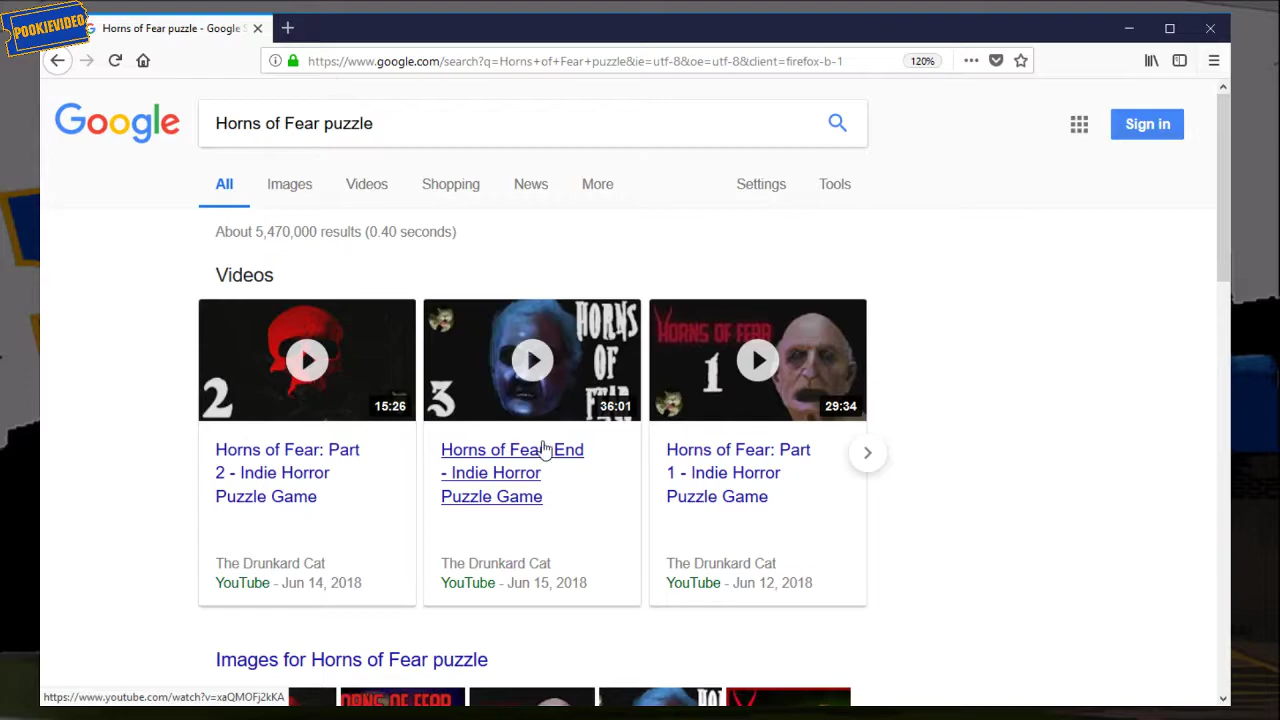 POOKIEVIDEO
Horns of Fear puzzle - Google S
https://www.google.com/search?q=Horns+of+Fear+puzzle&ie=utf-8&oe=utf-8&client=firefox-b-1
120%
Google
Horns of Fear puzzle
Sign in
All Images Videos Shopping News More Settings Tools
About 5,470,000 results (0.40 seconds)
Videos
2
15:26
HORNS
OF
FEAR
3
36:01
HORNS OF FEAR
1
29:34
Horns of Fear: Part
2 - Indie Horror
Puzzle Game
The Drunkard Cat
YouTube - Jun 14, 2018
Horns of Fear End
- Indie Horror
Puzzle Game
The Drunkard Cat
YouTube - Jun 15, 2018
Horns of Fear: Part
1 - Indie Horror
Puzzle Game
The Drunkard Cat
YouTube - Jun 12, 2018
Images for Horns of Fear puzzle
https://www.youtube.com/watch?v=xaQMOFj2kKA